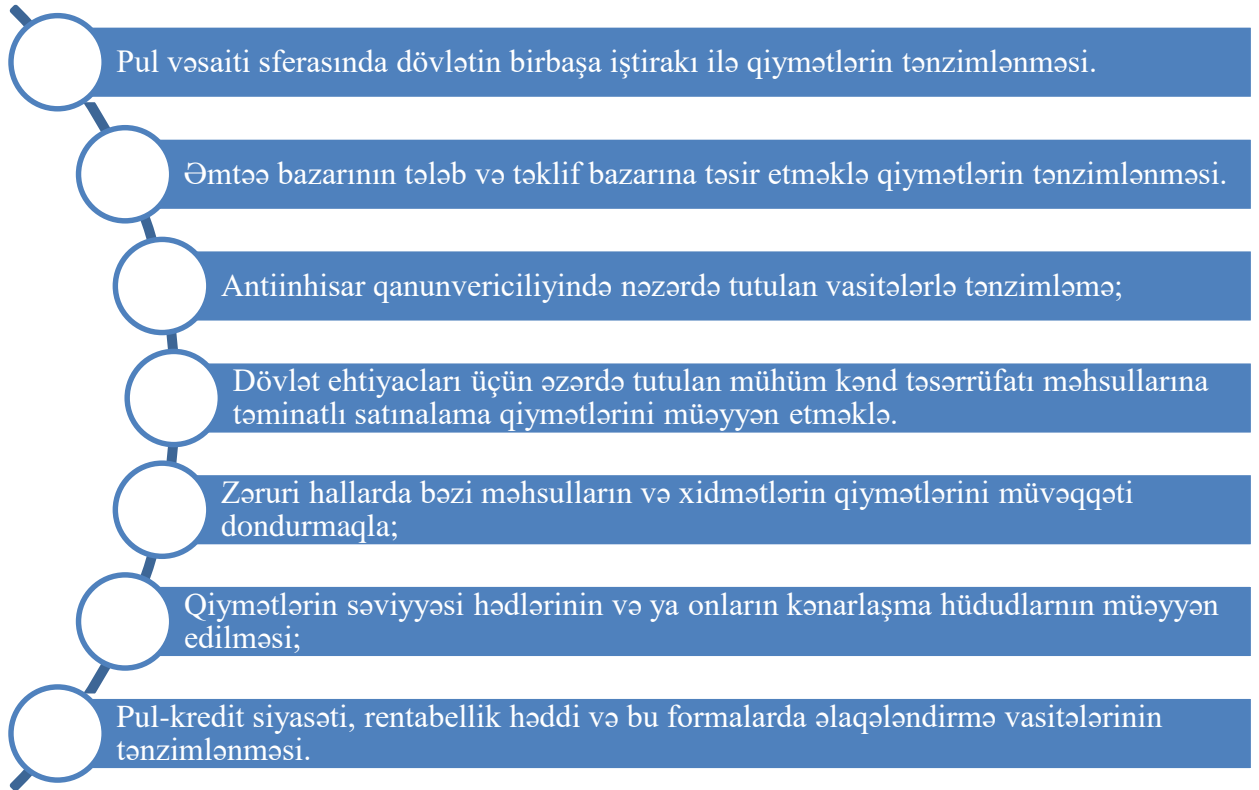 Pul vəsaiti sferasında dövlətin birbaşa iştirakı ilə qiymətlərin tənzimlənməsi.
Əmtəə bazarının tələb və təklif bazarına təsir etməklə qiymətlərin tənzimlənməsi.
Antiinhisar qanunvericiliyində nəzərdə tutulan vasitələrlə tənzimləmə;
Dövlət ehtiyacları üçün əzərdə tutulan mühüm kənd təsərrüfatı məhsullarına
təminatlı satınalama qiymətlərini müəyyən etməklə.
Zəruri hallarda bəzi məhsulların və xidmətlərin qiymətlərini müvəqqəti
dondurmaqla;
Qiymətlərin səviyyəsi hədlərinin və ya onların kənarlaşma hüdudlarnın müəyyən
edilməsi;
Pul-kredit siyasəti, rentabellik həddi və bu formalarda əlaqələndirmə vasitələrinin
tənzimlənməsi.